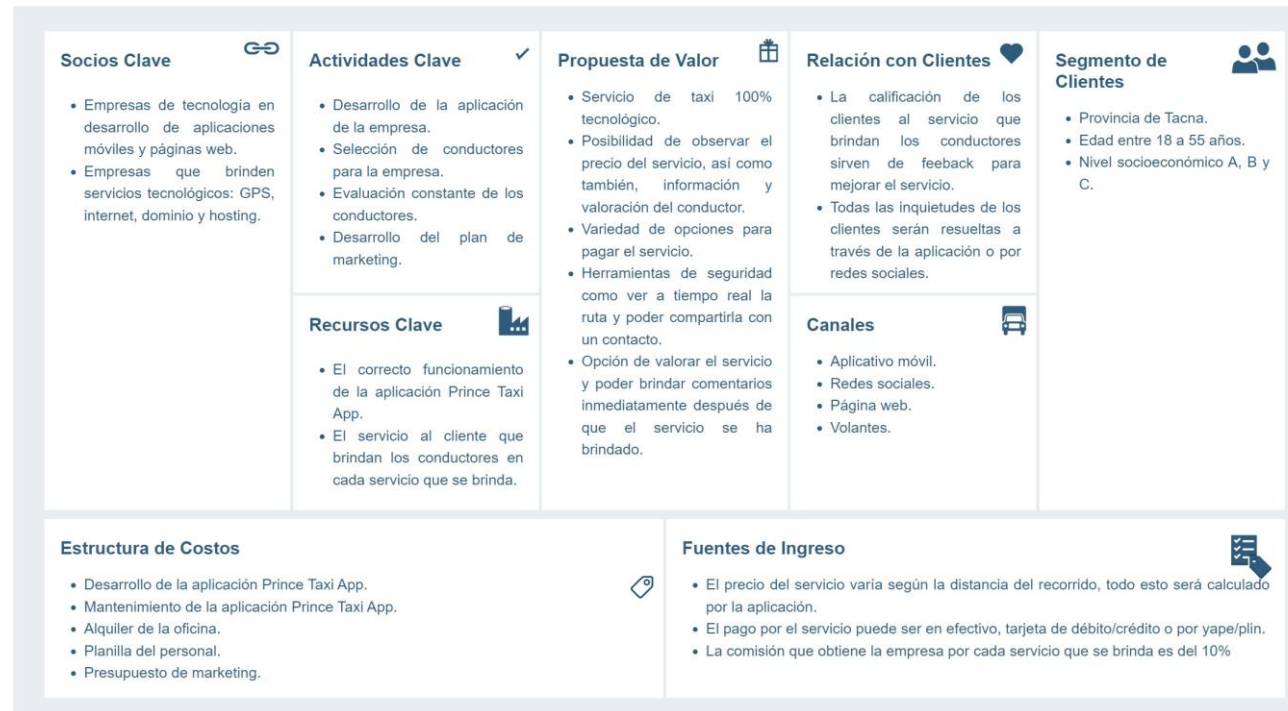 Socios Clave
• Empresas de tecnología en
desarrollo de aplicaciones
móviles y páginas web.
• Empresas que brinden
servicios tecnológicos: GPS,
internet, dominio y hosting.
Actividades Clave
• Desarrollo de la aplicación
de la empresa.
• Selección de conductores
para la empresa.
• Evaluación constante de los
conductores.
• Desarrollo del plan de
marketing.
Recursos Clave
• El correcto funcionamiento
de la aplicación Prince Taxi
App.
• El servicio al cliente que
brindan los conductores en
cada servicio que se brinda.
Propuesta de Valor
• Servicio de taxi 100%
tecnológico.
• Posibilidad de observar el
precio del servicio, así como
también, información y
valoración del conductor.
• Variedad de opciones para
pagar el servicio.
• Herramientas de seguridad
como ver a tiempo real la
ruta y poder compartirla con
un contacto.
• Opción de valorar el servicio
y poder brindar comentarios
inmediatamente después de
que el servicio se ha
brindado.
Relación con Clientes
• La calificación de los
clientes al servicio que
brindan los conductores
sirven de feeback para
mejorar el servicio.
• Todas las inquietudes de los
clientes serán resueltas a
través de la aplicación o por
redes sociales.
Canales
• Aplicativo móvil.
• Redes sociales.
• Página web.
• Volantes.
Segmento de
Clientes
• Provincia de Tacna.
• Edad entre 18 a 55 años.
• Nivel socioeconómico A, B y
C.
Estructura de Costos
• Desarrollo de la aplicación Prince Taxi App.
• Mantenimiento de la aplicación Prince Taxi App.
• Alquiler de la oficina.
• Planilla del personal.
• Presupuesto de marketing.
Fuentes de Ingreso
• El precio del servicio varía según la distancia del recorrido, todo esto será calculado
por la aplicación.
• El pago por el servicio puede ser en efectivo, tarjeta de débito/crédito o por yape/plin.
• La comisión que obtiene la empresa por cada servicio que se brinda es del 10%